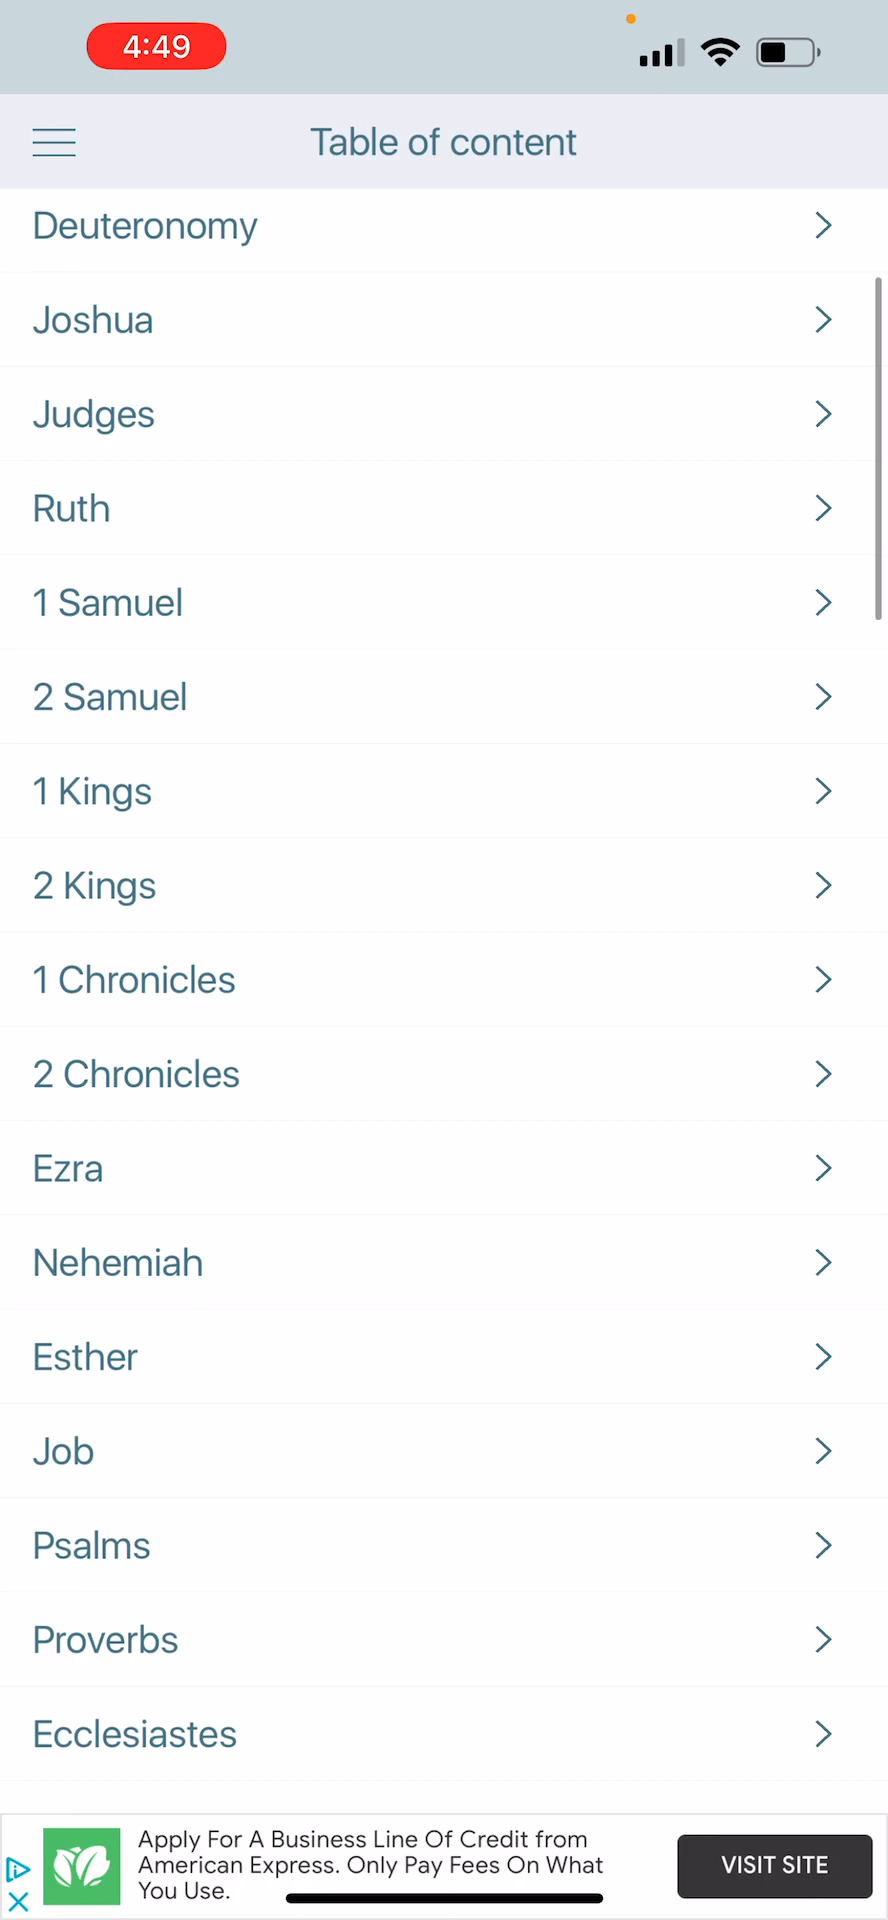 4:49
Table of content
Deuteronomy
Joshua
Judges
Ruth
1 Samuel
2 Samuel
1 Kings
2 Kings
1 Chronicles
2 Chronicles
Ezra
Nehemiah
Esther
Job
Psalms
Proverbs
Ecclesiastes
Apply For A Business Line Of Credit from
American Express. Only Pay Fees On What
You Use.
VISIT SITE